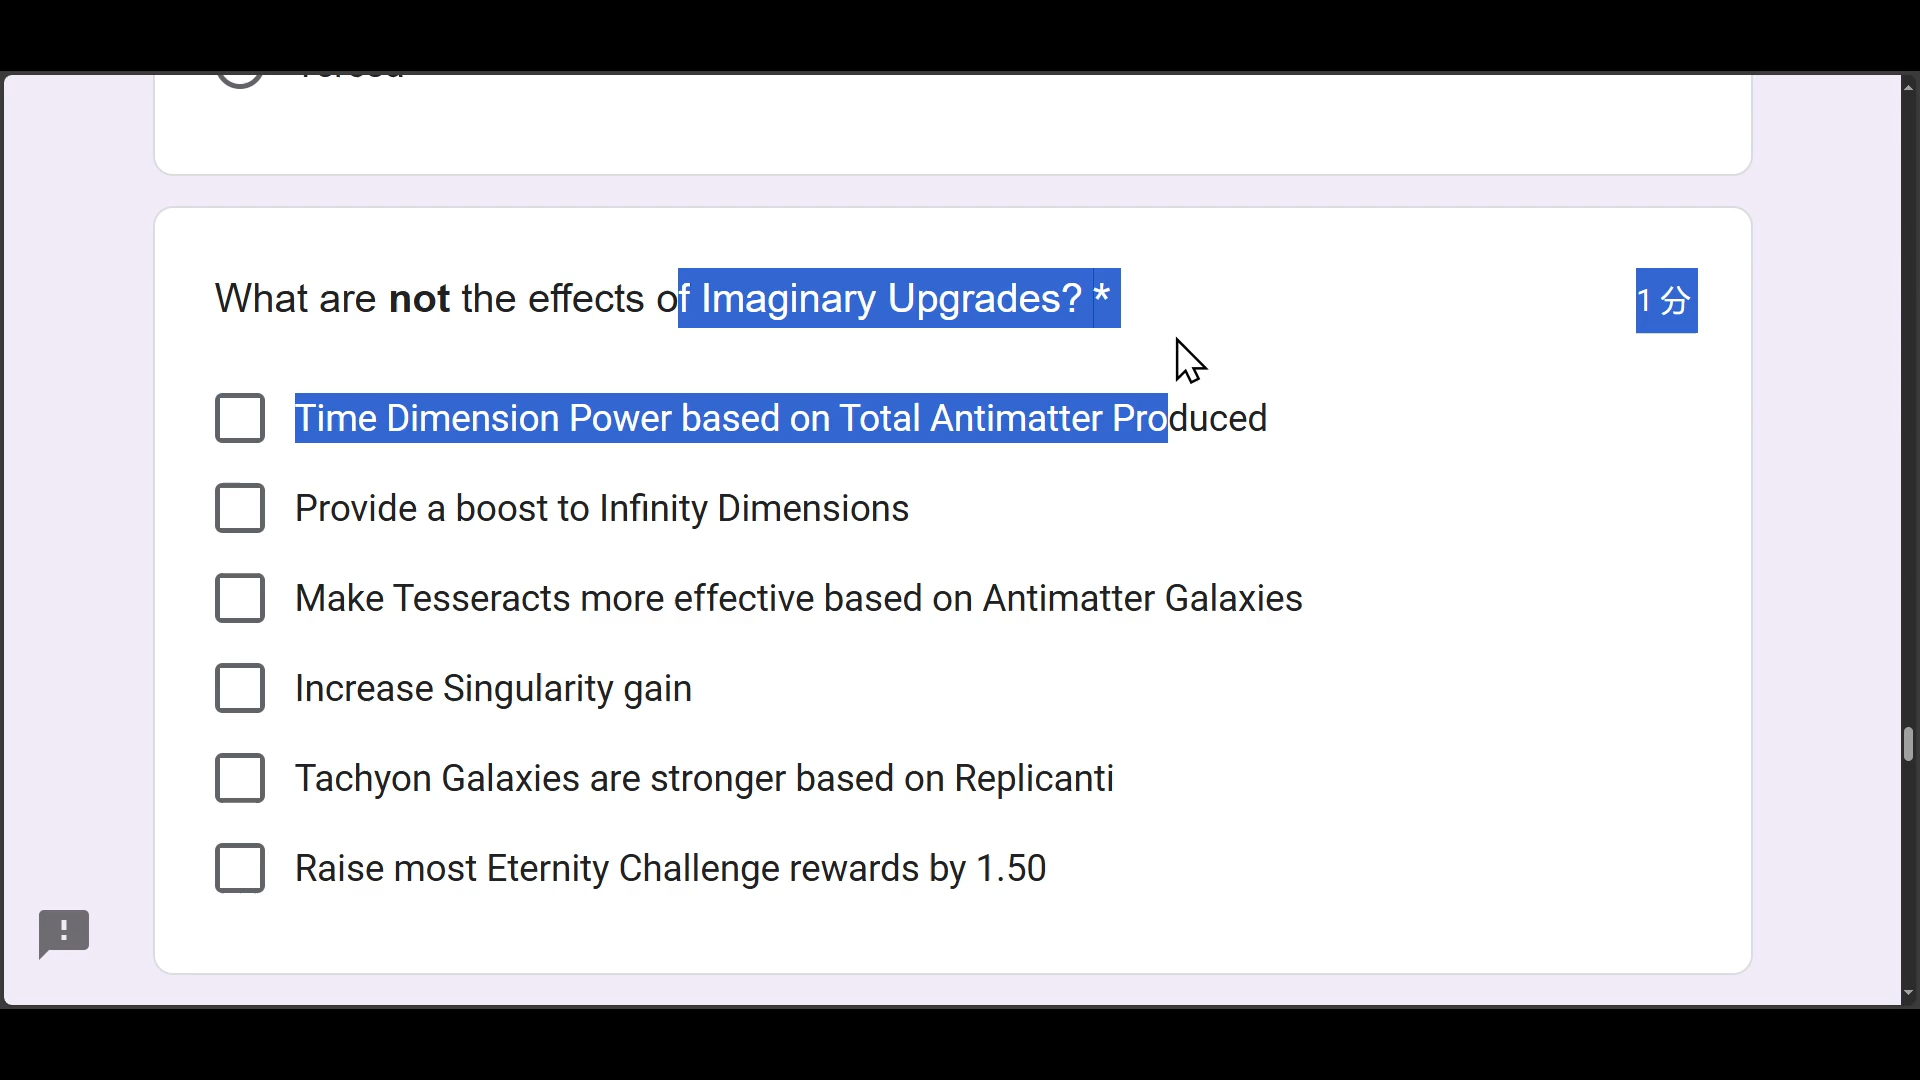 What are not the effects of Imaginary Upgrades? *
1 分
Time Dimension Power based on Total Antimatter Produced
Provide a boost to Infinity Dimensions
Make Tesseracts more effective based on Antimatter Galaxies
Increase Singularity gain
Tachyon Galaxies are stronger based on Replicanti
Raise most Eternity Challenge rewards by 1.50